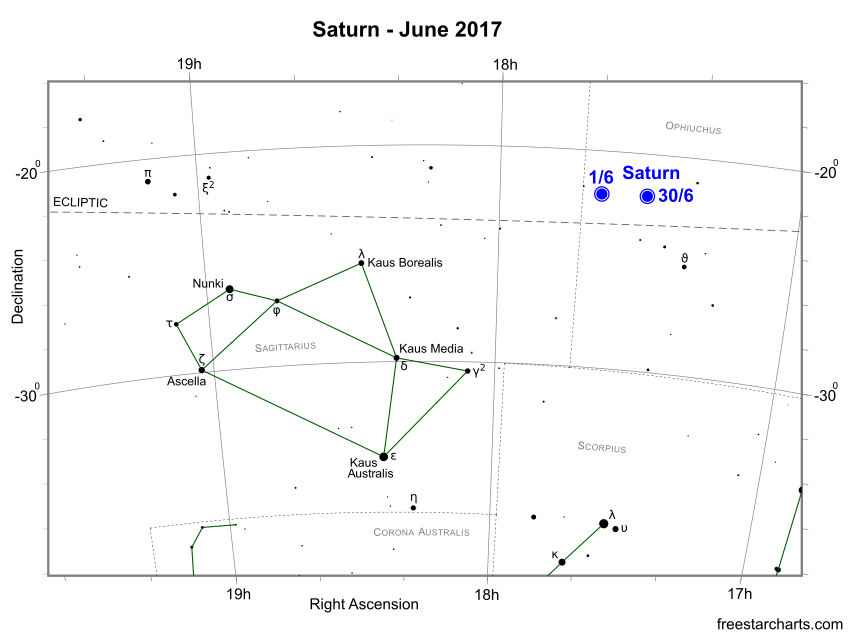 Saturn - June 2017
19h
18h
OPHIUCHUS
-20⁰
-20⁰
π
ξ²
1/6
Saturn
30/6
ECLIPTIC
λ
Kaus Borealis
ϑ
Nunki
σ
φ
τ
Declination
SAGITTARIUS
Kaus Media
δ
γ²
ζ
Ascella
-30⁰
-30⁰
SCORPIUS
Kaus
Australis
ε
η
CORONA AUSTRALIS
λ
υ
κ
19h
18h
17h
Right Ascension
freestarcharts.com